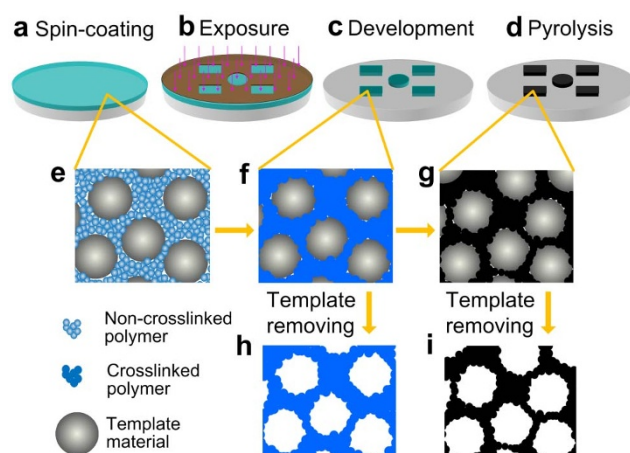 a Spin-coating
b Exposure
c Development
d Pyrolysis
e
f
g
Template
removing
Template
removing
h
i
Non-crosslinked
polymer
Crosslinked
polymer
Template
material